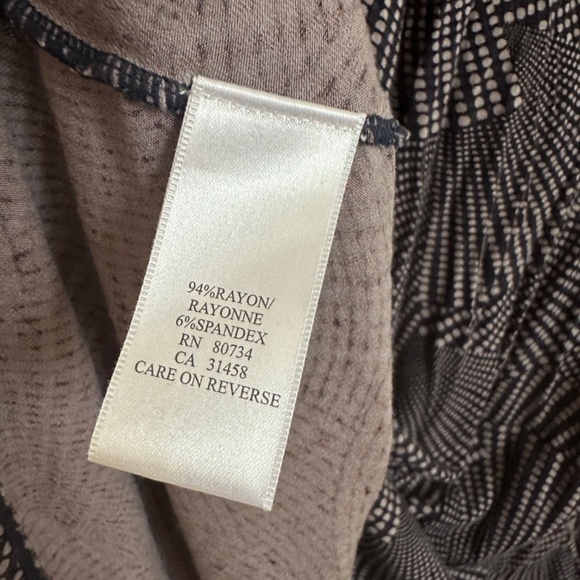 94%RAYON/
RAYONNE
6%SPANDEX
RN 80734
CA 31458
CARE ON REVERSE